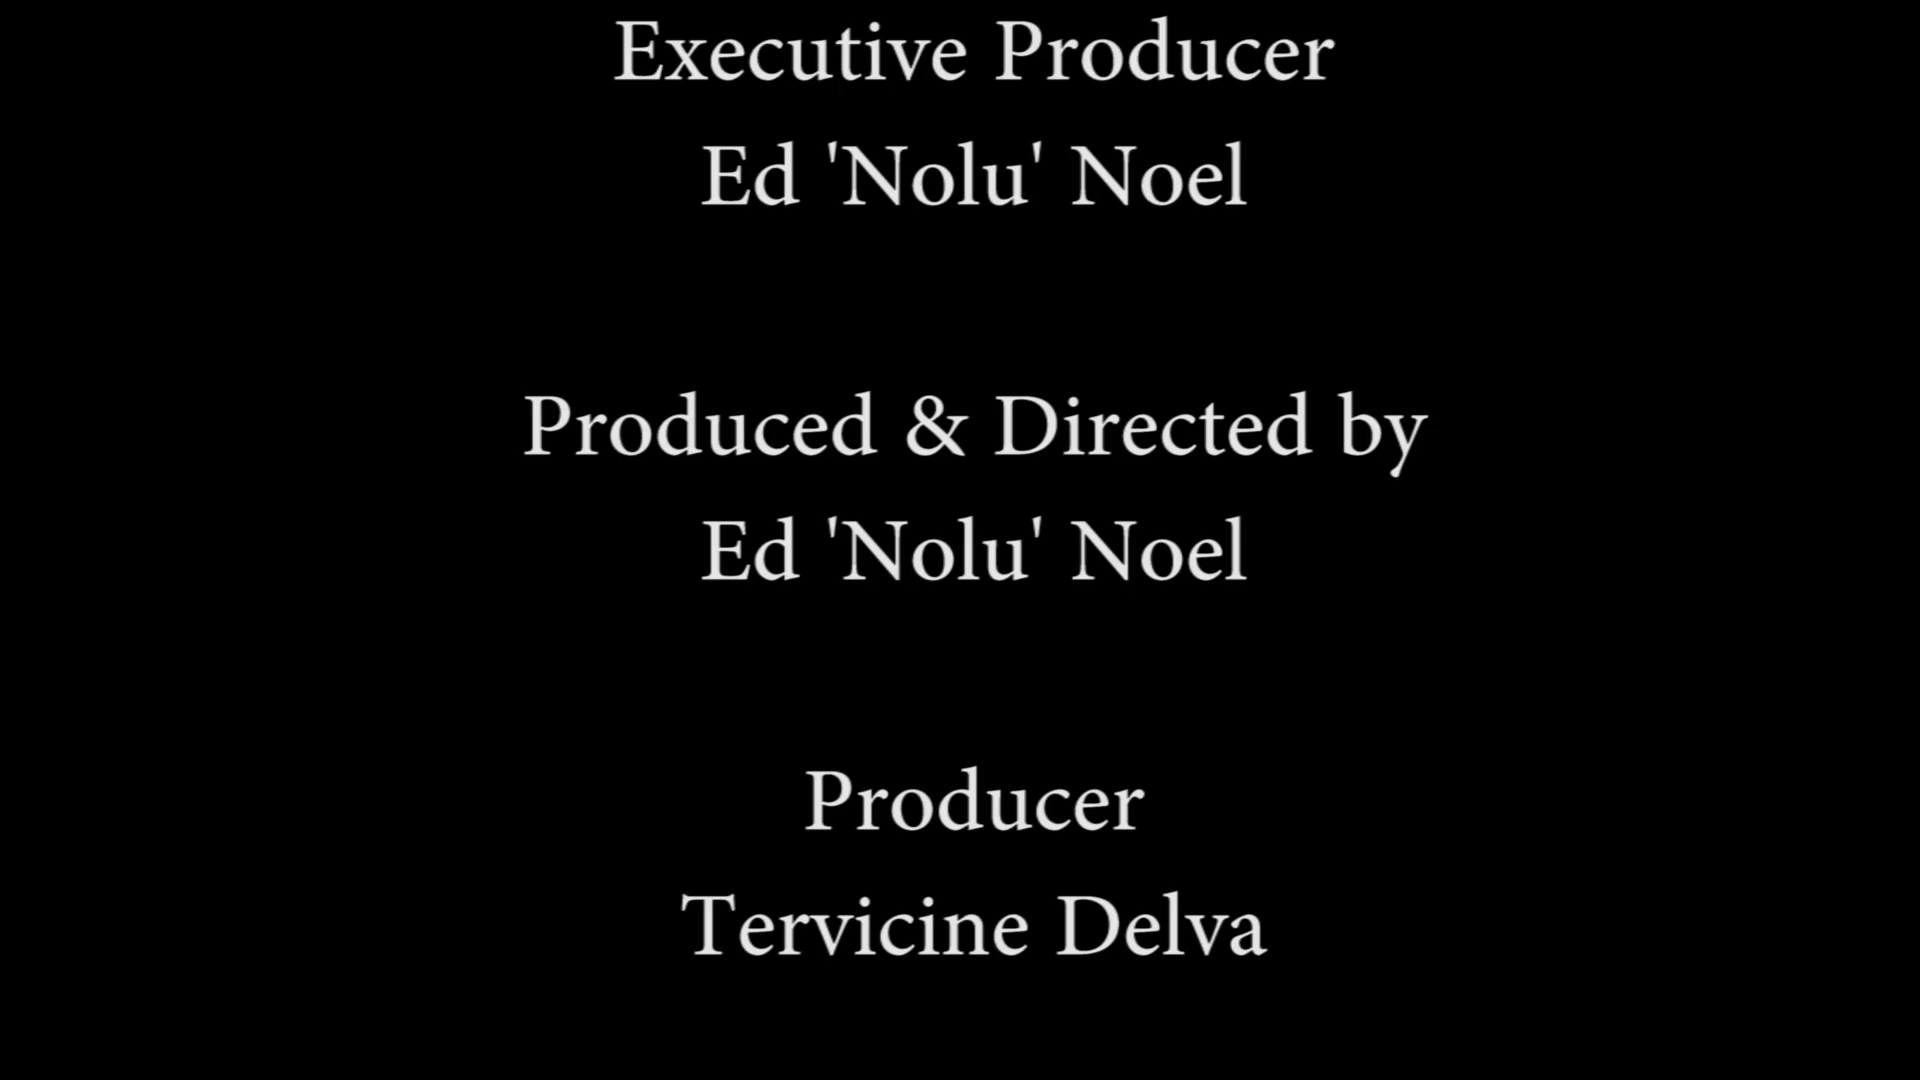 Executive Producer
Ed 'Nolu' Noel
Produced & Directed by
Ed 'Nolu' Noel
Producer
Tervicine Delva